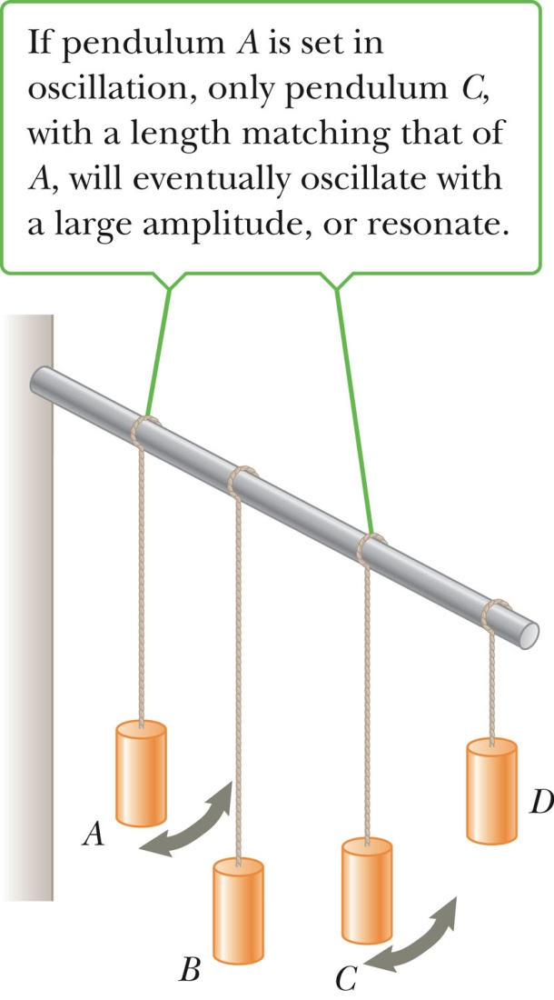 If pendulum A is set in
oscillation, only pendulum C,
with a length matching that of
A, will eventually oscillate with
a large amplitude, or resonate.
A
B
C
D